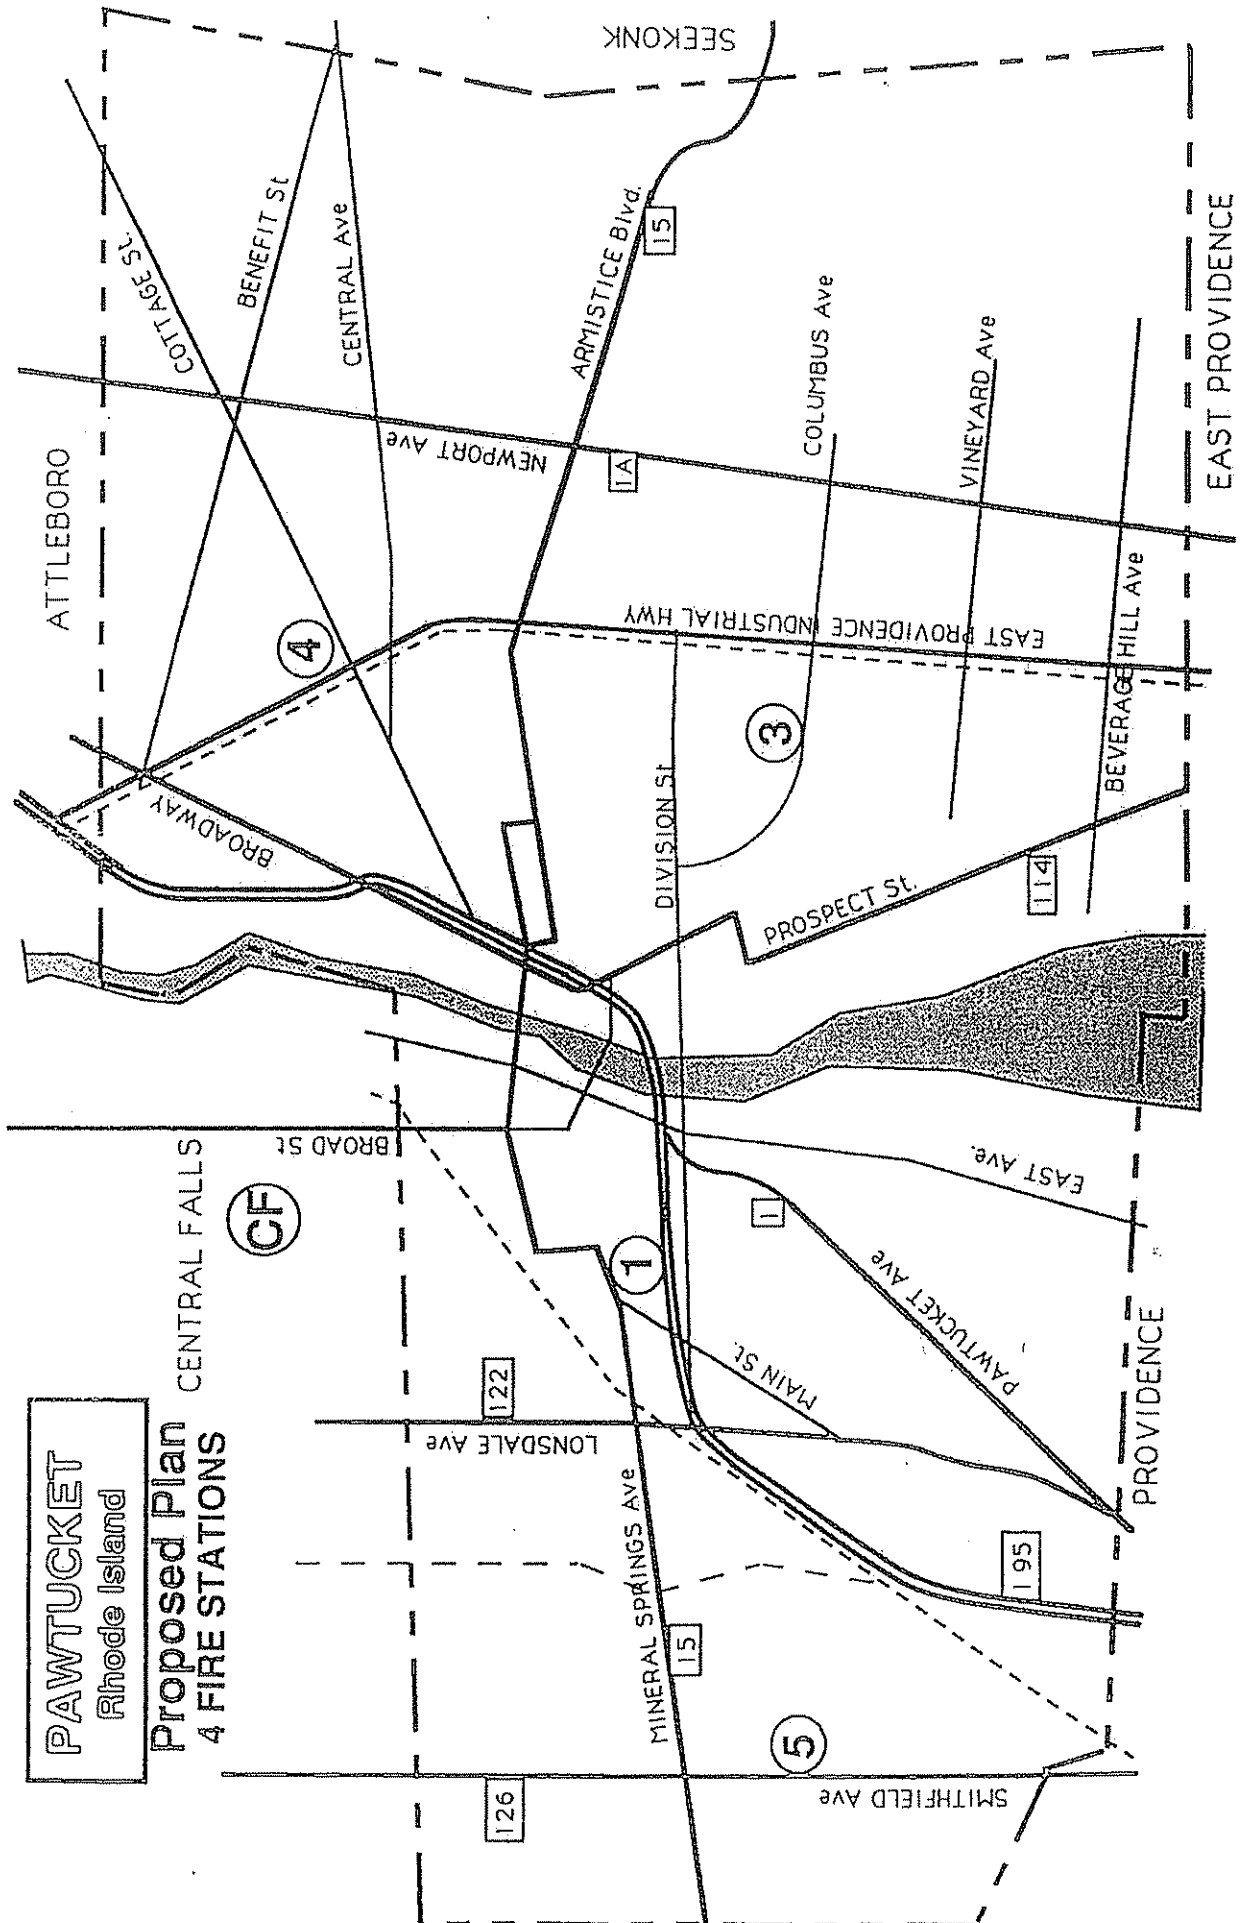 PAWTUCKET
Rhode Island
Proposed Plan
4 FIRE STATIONS
CENTRAL FALLS
CF
ATTLEBORO
SEEKONK
EAST PROVIDENCE
PROVIDENCE
126
122
BROAD St
LONSDALE Ave
MINERAL SPRINGS Ave
15
5
SMITHFIELD Ave
1
MAIN St.
1
PAWTUCKET AVE
EAST Ave.
195
BROADWAY
4
COTTAGE St.
BENEFIT St
CENTRAL Ave
NEWPORT Ave
1A
ARMISTICE Blvd.
15
DIVISION St
3
EAST PROVIDENCE INDUSTRIAL HWY
COLUMBUS Ave
VINEYARD Ave
BEVERAGE HILL Ave
PROSPECT St.
114